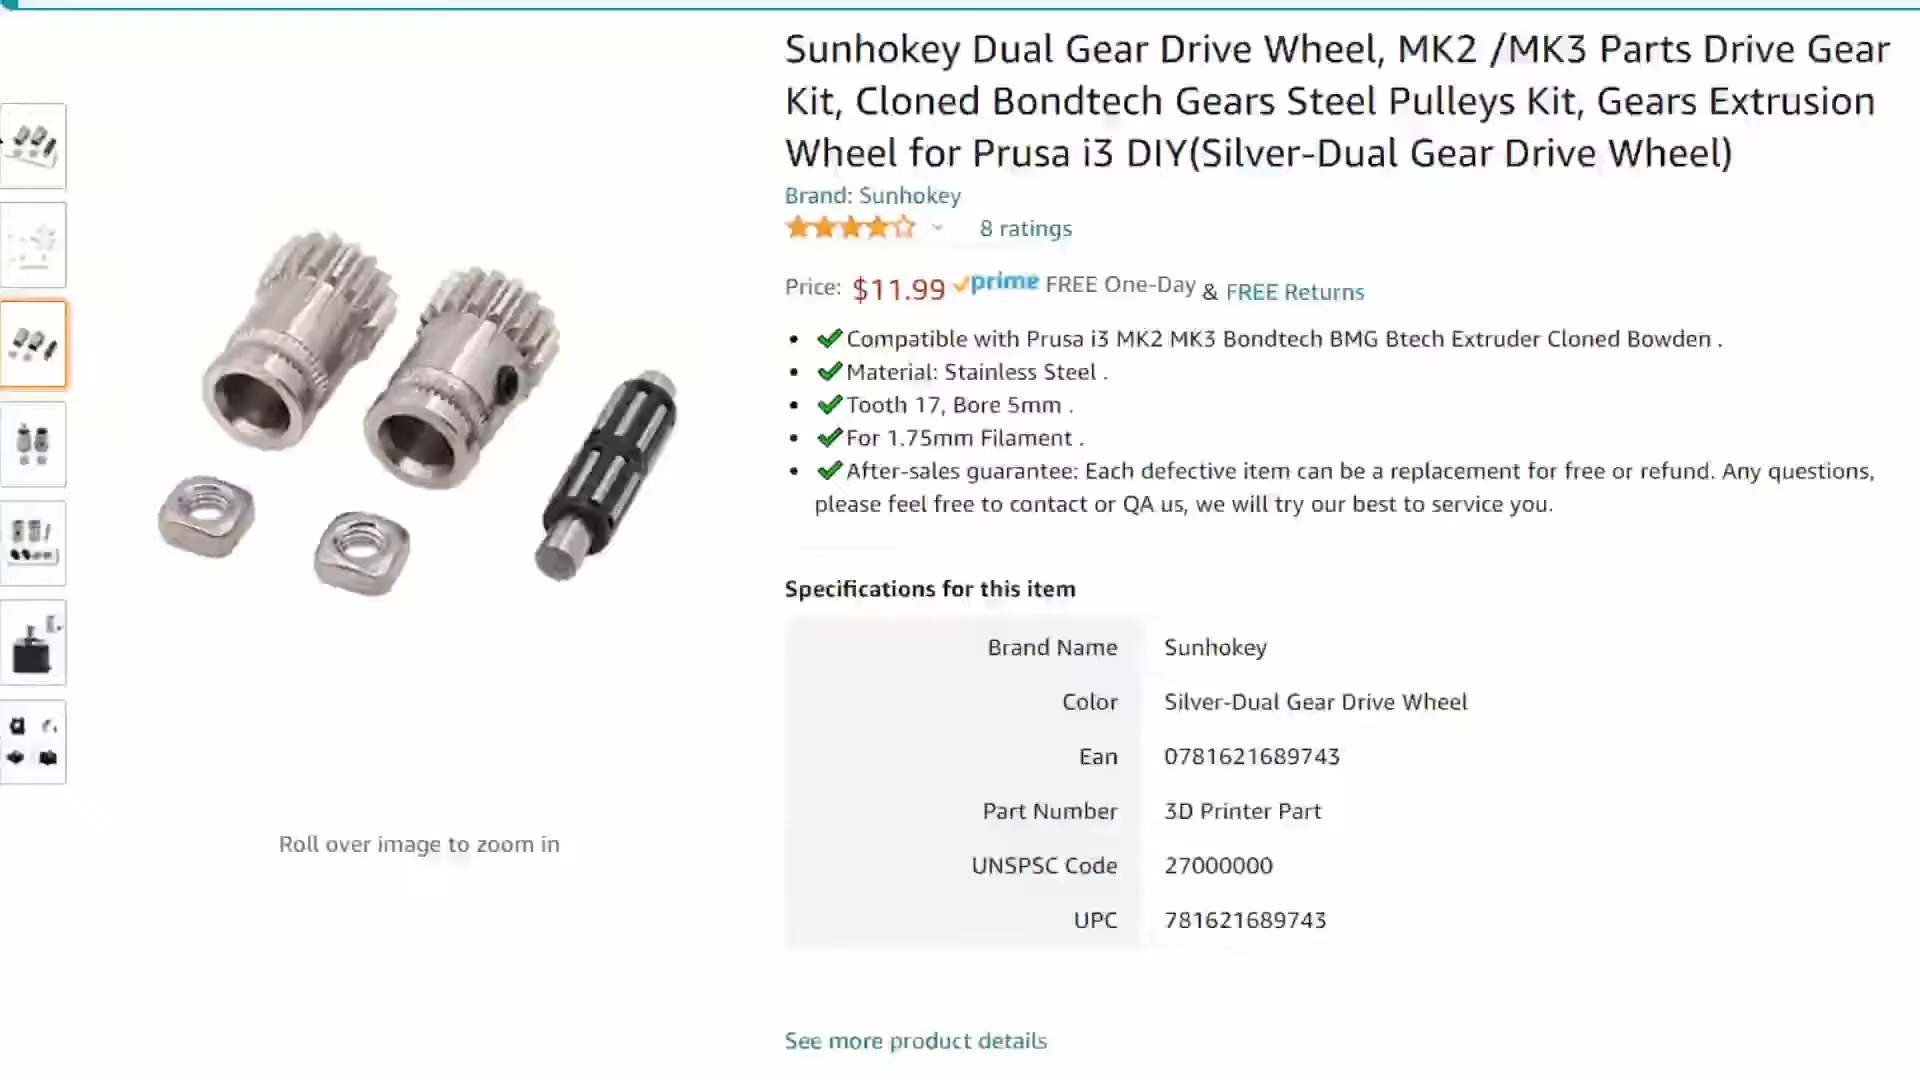 Sunhokey Dual Gear Drive Wheel, MK2 /MK3 Parts Drive Gear
Kit, Cloned Bondtech Gears Steel Pulleys Kit, Gears Extrusion
Wheel for Prusa i3 DIY(Silver-Dual Gear Drive Wheel)
Brand: Sunhokey
8 ratings
Price: $11.99 prime FREE One-Day & FREE Returns
• ✔Compatible with Prusa i3 MK2 MK3 Bondtech BMG Btech Extruder Cloned Bowden .
• ✔Material: Stainless Steel .
• ✔Tooth 17, Bore 5mm .
• ✔For 1.75mm Filament .
• ✔After-sales guarantee: Each defective item can be a replacement for free or refund. Any questions,
please feel free to contact or QA us, we will try our best to service you.
Specifications for this item
Brand Name Sunhokey
Color Silver-Dual Gear Drive Wheel
Ean 0781621689743
Part Number 3D Printer Part
UNSPSC Code 27000000
UPC 781621689743
Roll over image to zoom in
See more product details